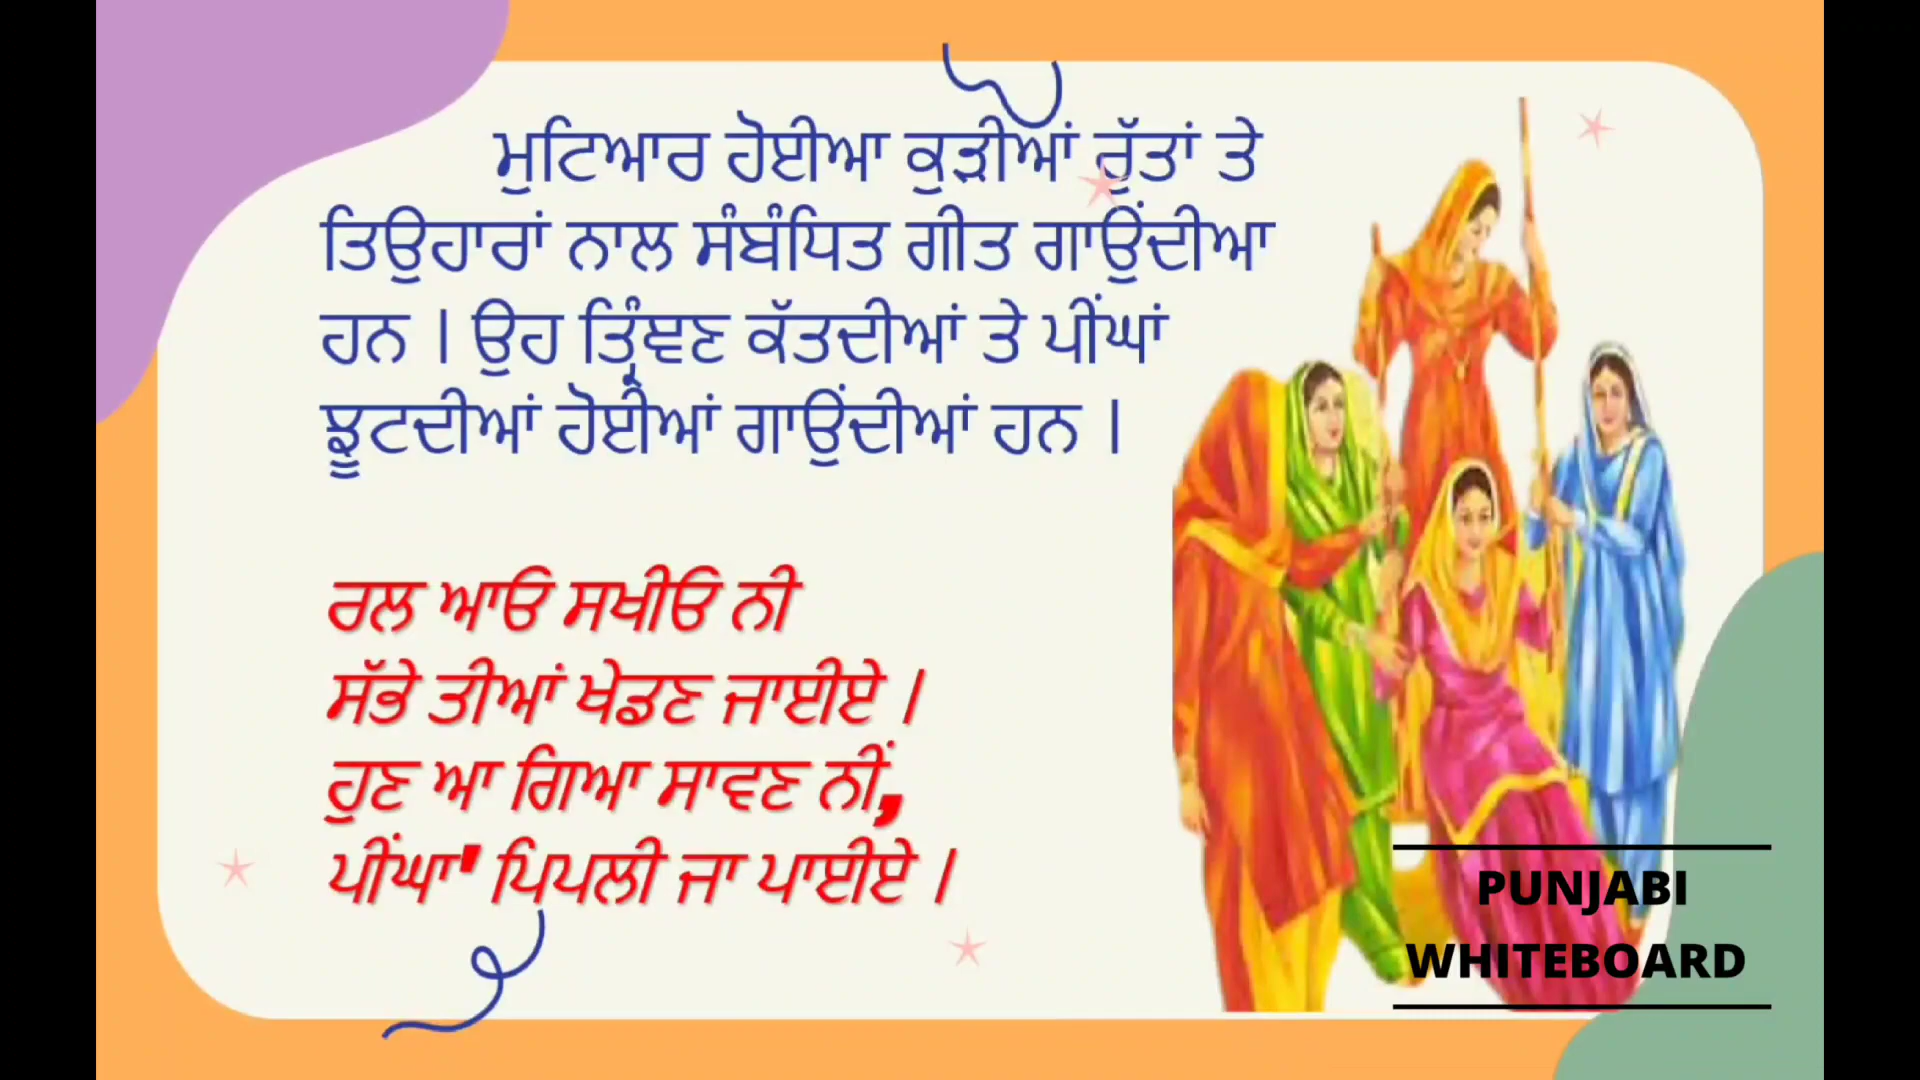 ਮੁਟਿਆਰ ਹੋਈਆ ਕੁੜੀਆਂ ਰੁੱਤਾਂ ਤੇ
ਤਿਉਹਾਰਾਂ ਨਾਲ ਸੰਬੰਧਿਤ ਗੀਤ ਗਾਉਂਦੀਆ
ਹਨ । ਉਹ ਤ੍ਰਿੰਞਣ ਕੱਤਦੀਆਂ ਤੇ ਪੀਂਘਾਂ
ਝੂਟਦੀਆਂ ਹੋਈਆਂ ਗਾਉਂਦੀਆਂ ਹਨ ।
ਰਲ ਆਓ ਸਖੀਓ ਨੀ
ਸੱਭੇ ਤੀਆਂ ਖੇਡਣ ਜਾਈਏ ।
ਹੁਣ ਆ ਗਿਆ ਸਾਵਣ ਨੀਂ,
ਪੀਂਘਾ' ਪਿਪਲੀ ਜਾ ਪਾਈਏ ।
PUNJABI
WHITEBOARD